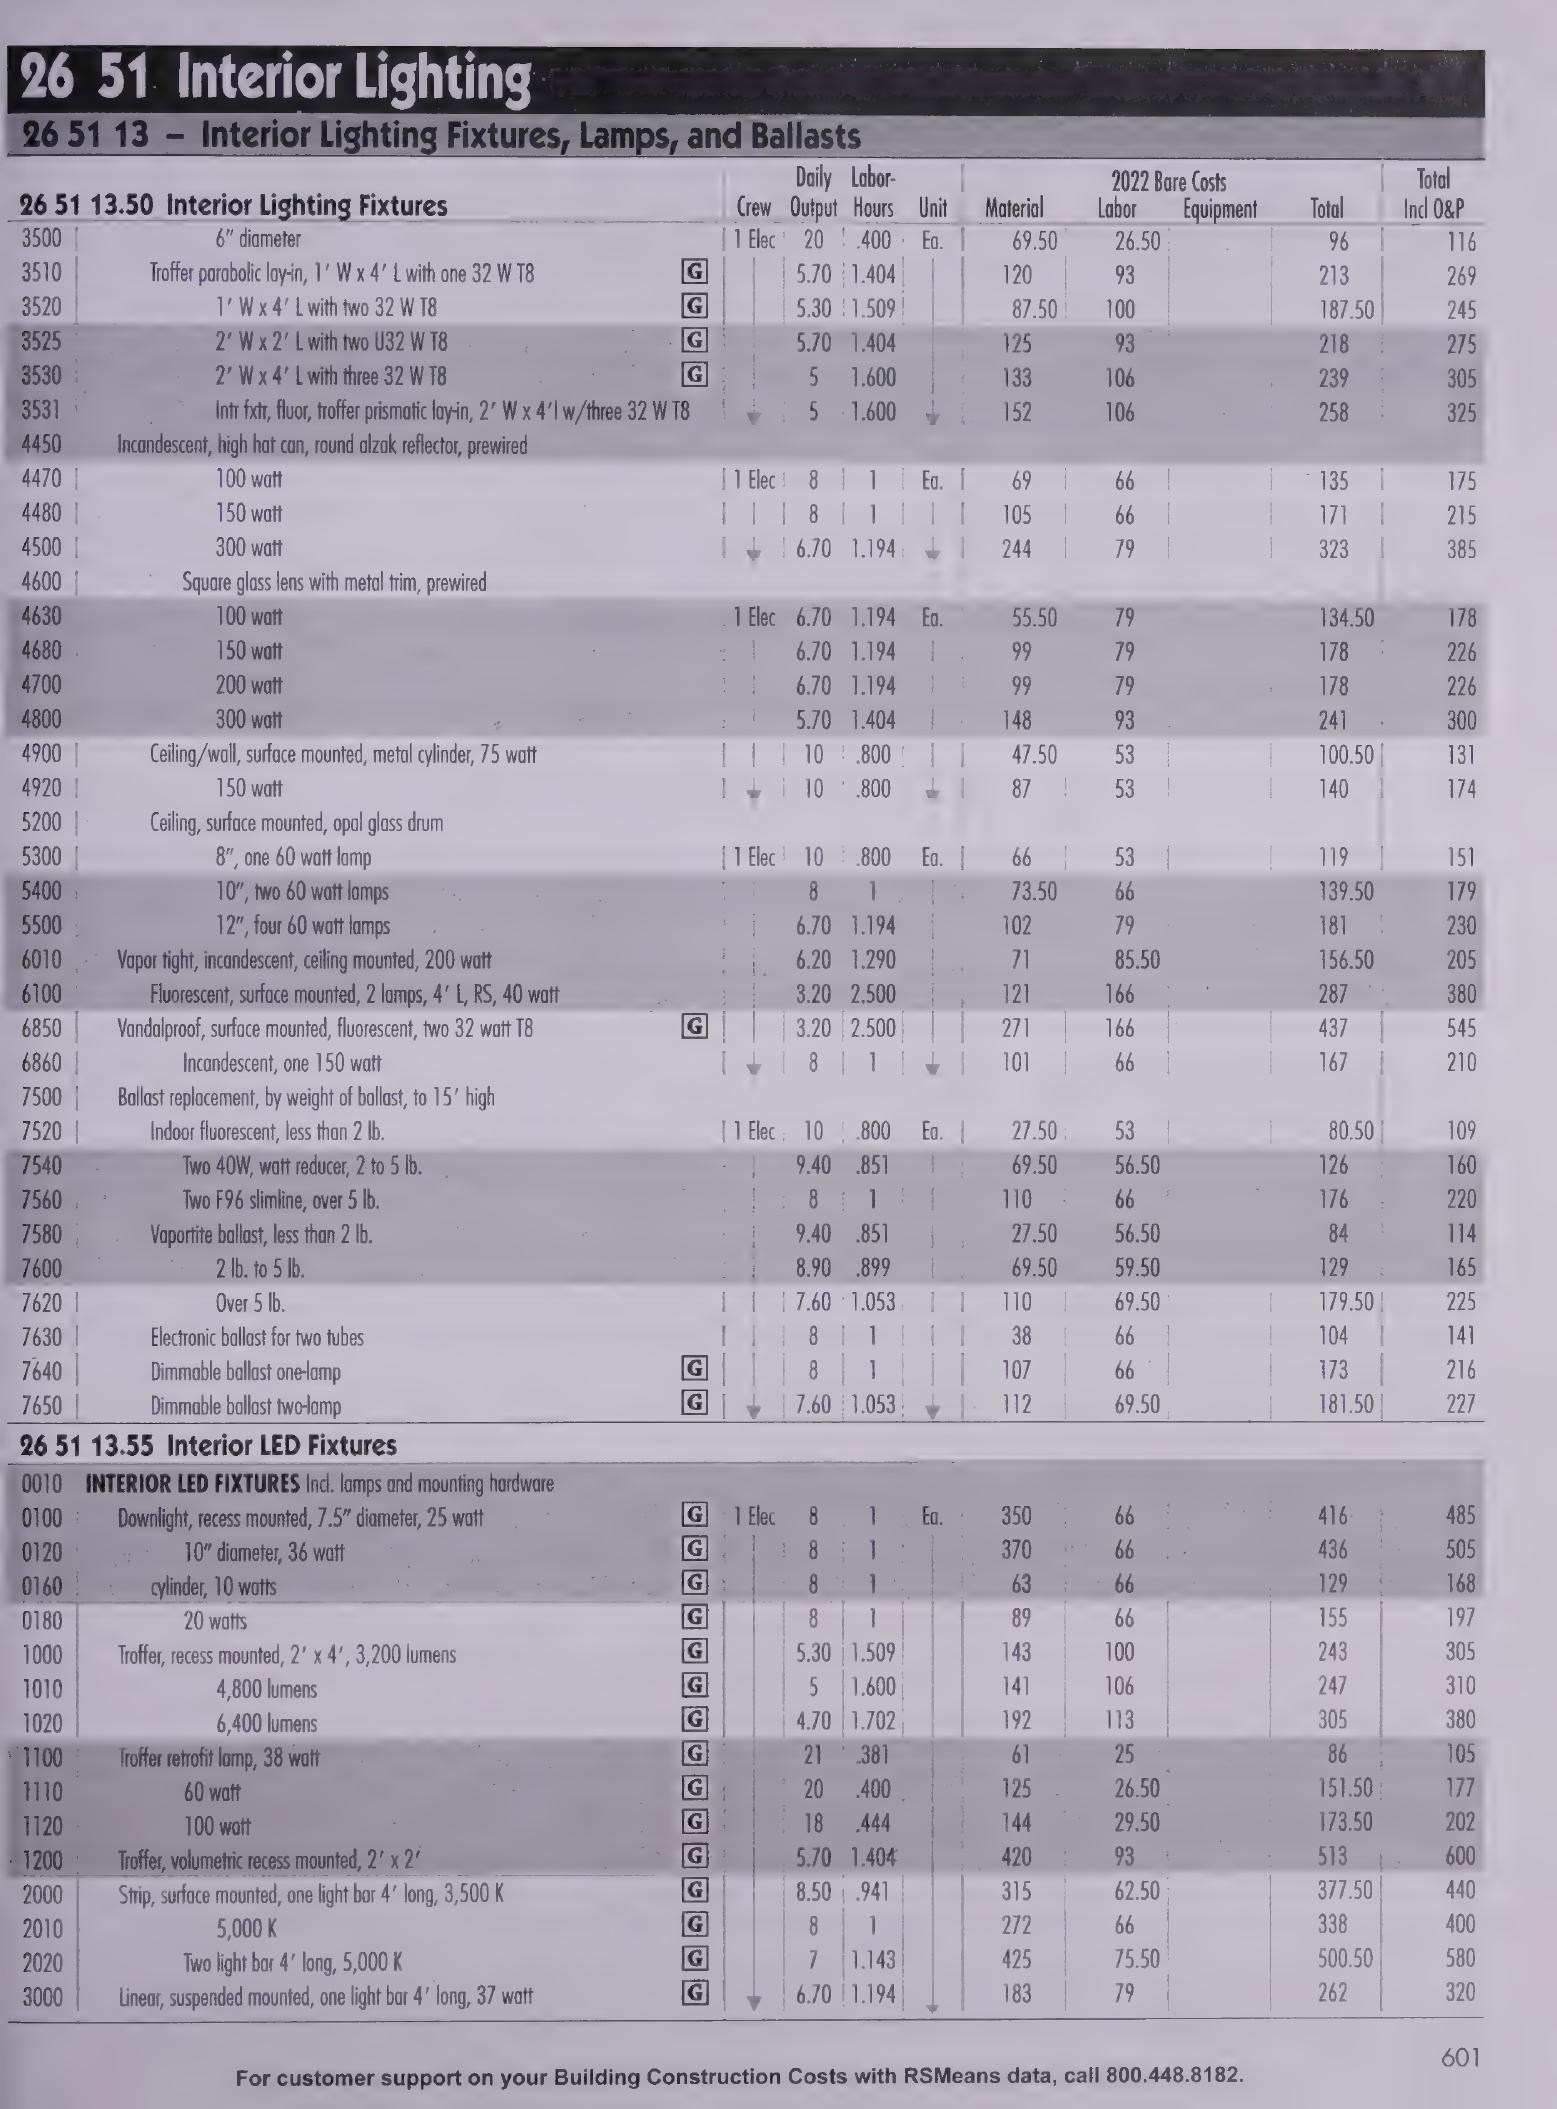 26 51 Interior Lighting
26 51 13 – Interior Lighting Fixtures, Lamps, and Ballasts
Daily Labor- 2022 Bare Costs Total
26 51 13.50 Interior Lighting Fixtures Crew Output Hours Unit Material Labor Equipment Total Incl O&P
3500 6" diameter 1 Elec 20 .400 Ea. 69.50 26.50 96 116
3510 Troffer parabolic lay-in, 1' W x 4' L with one 32 W T8 G 5.70 1.404 120 93 213 269
3520 1' W x 4' L with two 32 W T8 G 5.30 1.509 87.50 100 187.50 245
3525 2' W x 2' L with two U32 W T8 G 5.70 1.404 125 93 218 275
3530 2' W x 4' L with three 32 W T8 G 5 1.600 133 106 239 305
3531 Intr fxtr, fluor, troffer prismatic lay-in, 2' W x 4'l w/three 32 W T8 5 1.600 152 106 258 325
4450 Incandescent, high hat can, round alzak reflector, prewired
4470 100 watt 1 Elec 8 1 Ea. 69 66 135 175
4480 150 watt 8 1 105 66 171 215
4500 300 watt 6.70 1.194 244 79 323 385
4600 Square glass lens with metal trim, prewired
4630 100 watt 1 Elec 6.70 1.194 Ea. 55.50 79 134.50 178
4680 150 watt 6.70 1.194 99 79 178 226
4700 200 watt 6.70 1.194 99 79 178 226
4800 300 watt 5.70 1.404 148 93 241 300
4900 Ceiling/wall, surface mounted, metal cylinder, 75 watt 10 .800 47.50 53 100.50 131
4920 150 watt 10 .800 87 53 140 174
5200 Ceiling, surface mounted, opal glass drum
5300 8", one 60 watt lamp 1 Elec 10 .800 Ea. 66 53 119 151
5400 10", two 60 watt lamps 8 1 73.50 66 139.50 179
5500 12", four 60 watt lamps 6.70 1.194 102 79 181 230
6010 Vapor tight, incandescent, ceiling mounted, 200 watt 6.20 1.290 71 85.50 156.50 205
6100 Fluorescent, surface mounted, 2 lamps, 4' L, RS, 40 watt 3.20 2.500 121 166 287 380
6850 Vandalproof, surface mounted, fluorescent, two 32 watt T8 G 3.20 2.500 271 166 437 545
6860 Incandescent, one 150 watt 8 1 101 66 167 210
7500 Ballast replacement, by weight of ballast, to 15' high
7520 Indoor fluorescent, less than 2 lb. 1 Elec 10 .800 Ea. 27.50 53 80.50 109
7540 Two 40W, watt reducer, 2 to 5 lb. 9.40 .851 69.50 56.50 126 160
7560 Two F96 slimline, over 5 lb. 8 1 110 66 176 220
7580 Vaportite ballast, less than 2 lb. 9.40 .851 27.50 56.50 84 114
7600 2 lb. to 5 lb. 8.90 .899 69.50 59.50 129 165
7620 Over 5 lb. 7.60 1.053 110 69.50 179.50 225
7630 Electronic ballast for two tubes 8 1 38 66 104 141
7640 Dimmable ballast one-lamp G 8 1 107 66 173 216
7650 Dimmable ballast two-lamp G 7.60 1.053 112 69.50 181.50 227
26 51 13.55 Interior LED Fixtures
0010 INTERIOR LED FIXTURES Incl. lamps and mounting hardware
0100 Downlight, recess mounted, 7.5" diameter, 25 watt G 1 Elec 8 1 Ea. 350 66 416 485
0120 10" diameter, 36 watt G 8 1 370 66 436 505
0160 cylinder, 10 watts G 8 1 63 66 129 168
0180 20 watts G 8 1 89 66 155 197
1000 Troffer, recess mounted, 2' x 4', 3,200 lumens G 5.30 1.509 143 100 243 305
1010 4,800 lumens G 5 1.600 141 106 247 310
1020 6,400 lumens G 4.70 1.702 192 113 305 380
1100 Troffer retrofit lamp, 38 watt G 21 .381 61 25 86 105
1110 60 watt G 20 .400 125 26.50 151.50 177
1120 100 watt G 18 .444 144 29.50 173.50 202
1200 Troffer, volumetric recess mounted, 2' x 2' G 5.70 1.404 420 93 513 600
2000 Strip, surface mounted, one light bar 4' long, 3,500 K G 8.50 .941 315 62.50 377.50 440
2010 5,000 K G 8 1 272 66 338 400
2020 Two light bar 4' long, 5,000 K G 7 1.143 425 75.50 500.50 580
3000 Linear, suspended mounted, one light bar 4' long, 37 watt G 6.70 1.194 183 79 262 320
601
For customer support on your Building Construction Costs with RSMeans data, call 800.448.8182.